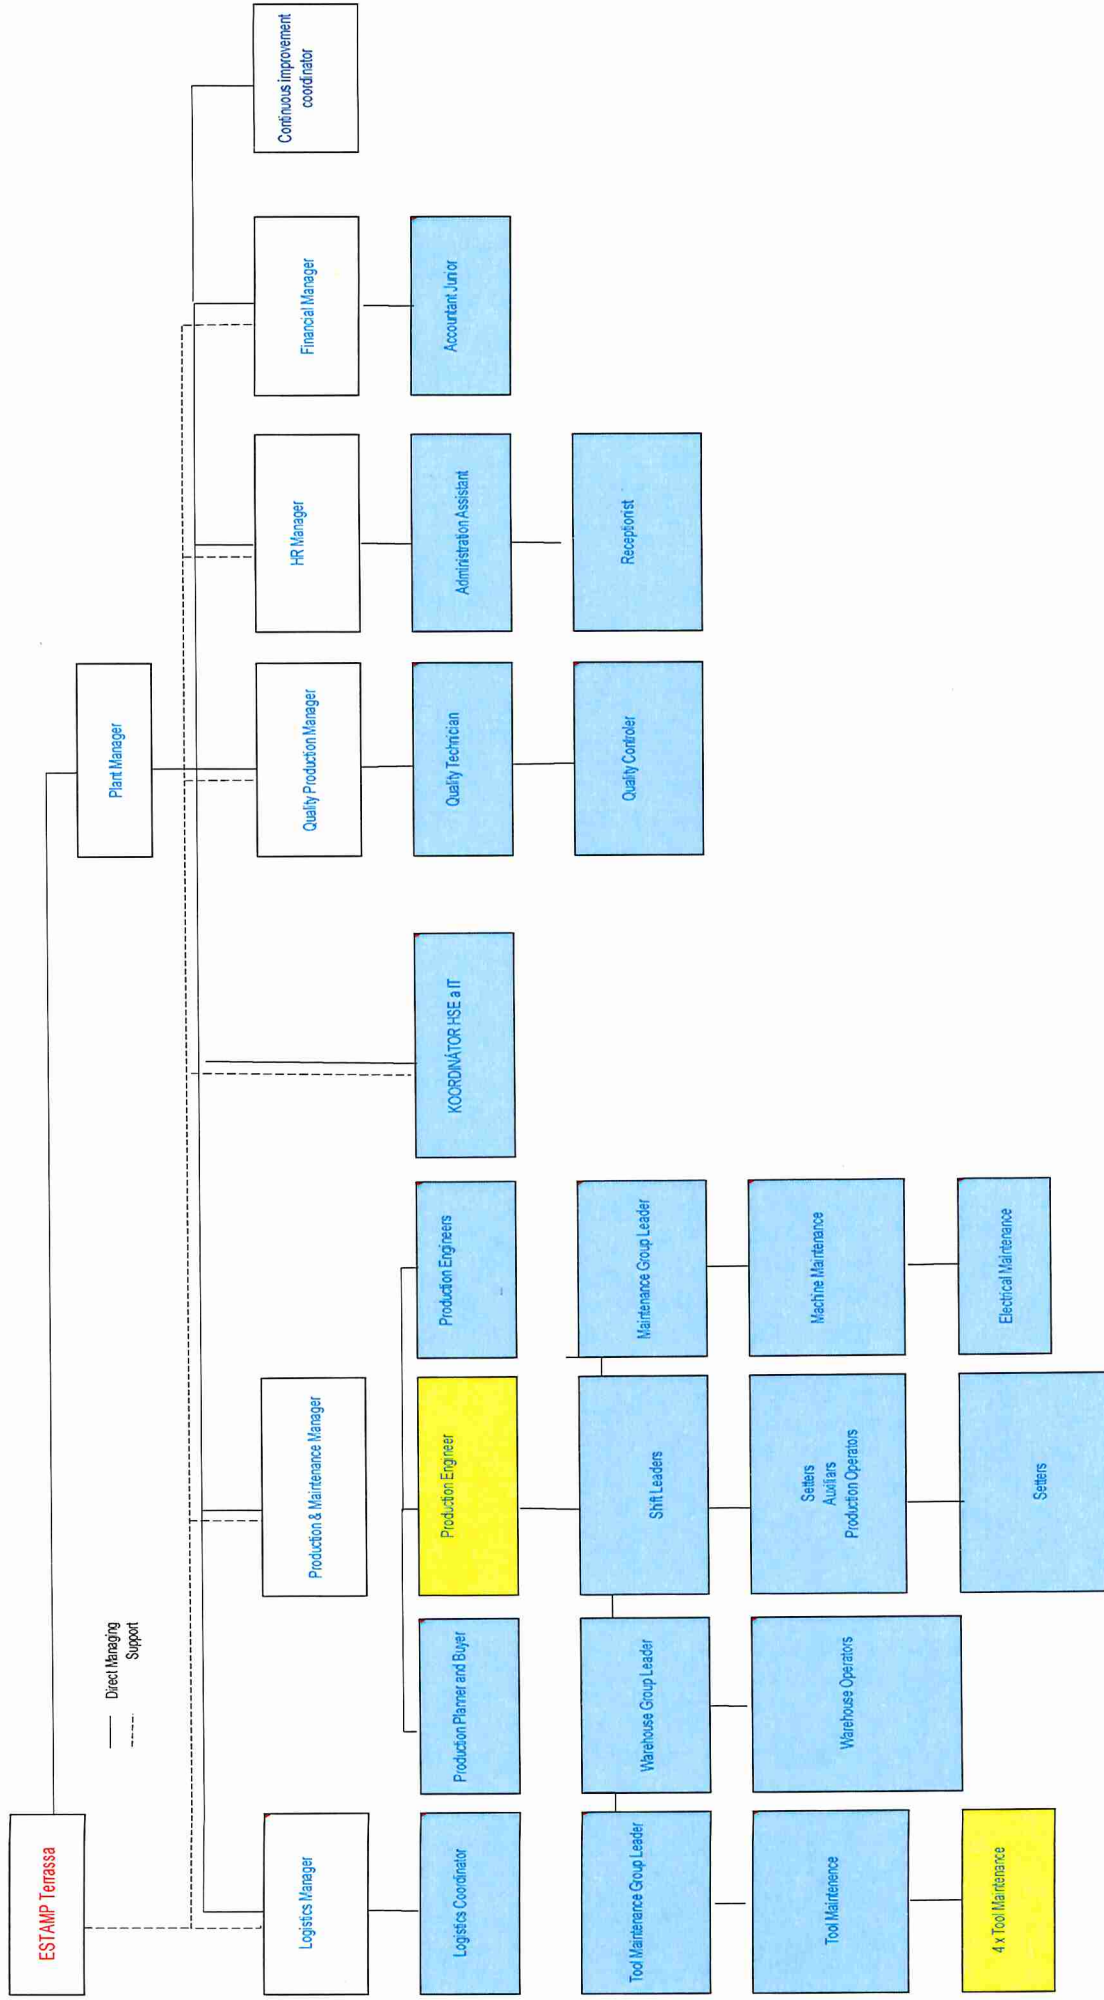 ESTAMP Terrassa
Direct Managing
Support
Plant Manager
Logistics Manager
Production & Maintenance Manager
Quality Production Manager
HR Manager
Financial Manager
Continuous improvement
coordinator
Logistics Coordinator
Production Planner and Buyer
Production Engineer
Production Engineers
KOORDINÁTOR HSE a IT
Quality Technician
Administration Assistant
Accountant Junior
Tool Maintenance Group Leader
Warehouse Group Leader
Shift Leaders
Maintenance Group Leader
Quality Controler
Receptionist
Tool Maintenence
Warehouse Operators
Setters
Auxiliars
Production Operators
Machine Maintenance
4 x Tool Maintenance
Setters
Electrical Maintenance